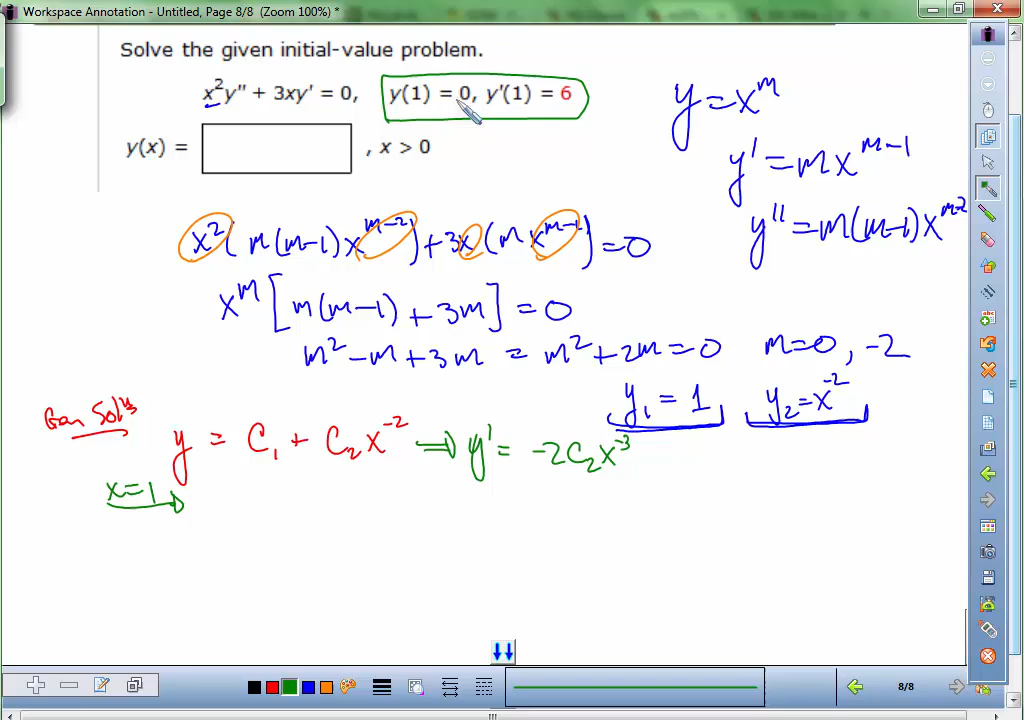 Workspace Annotation - Untitled, Page 8/8 (Zoom 100%) *
Solve the given initial-value problem.
x²y" + 3xy' = 0, y(1) = 0, y'(1) = 6
y(x) = , x > 0
y = x^m
y' = mx^(m-1)
y'' = m(m-1)x^(m-2)
x²(m(m-1)x^(m-2)) + 3x(mx^(m-1)) = 0
x^m [m(m-1) + 3m] = 0
m² - m + 3m = m² + 2m = 0 m = 0, -2
y₁ = 1 y₂ = x⁻²
Gen Sol'n
y = C₁ + C₂x⁻² ⟹ y' = -2C₂x⁻³
x = 1
8/8